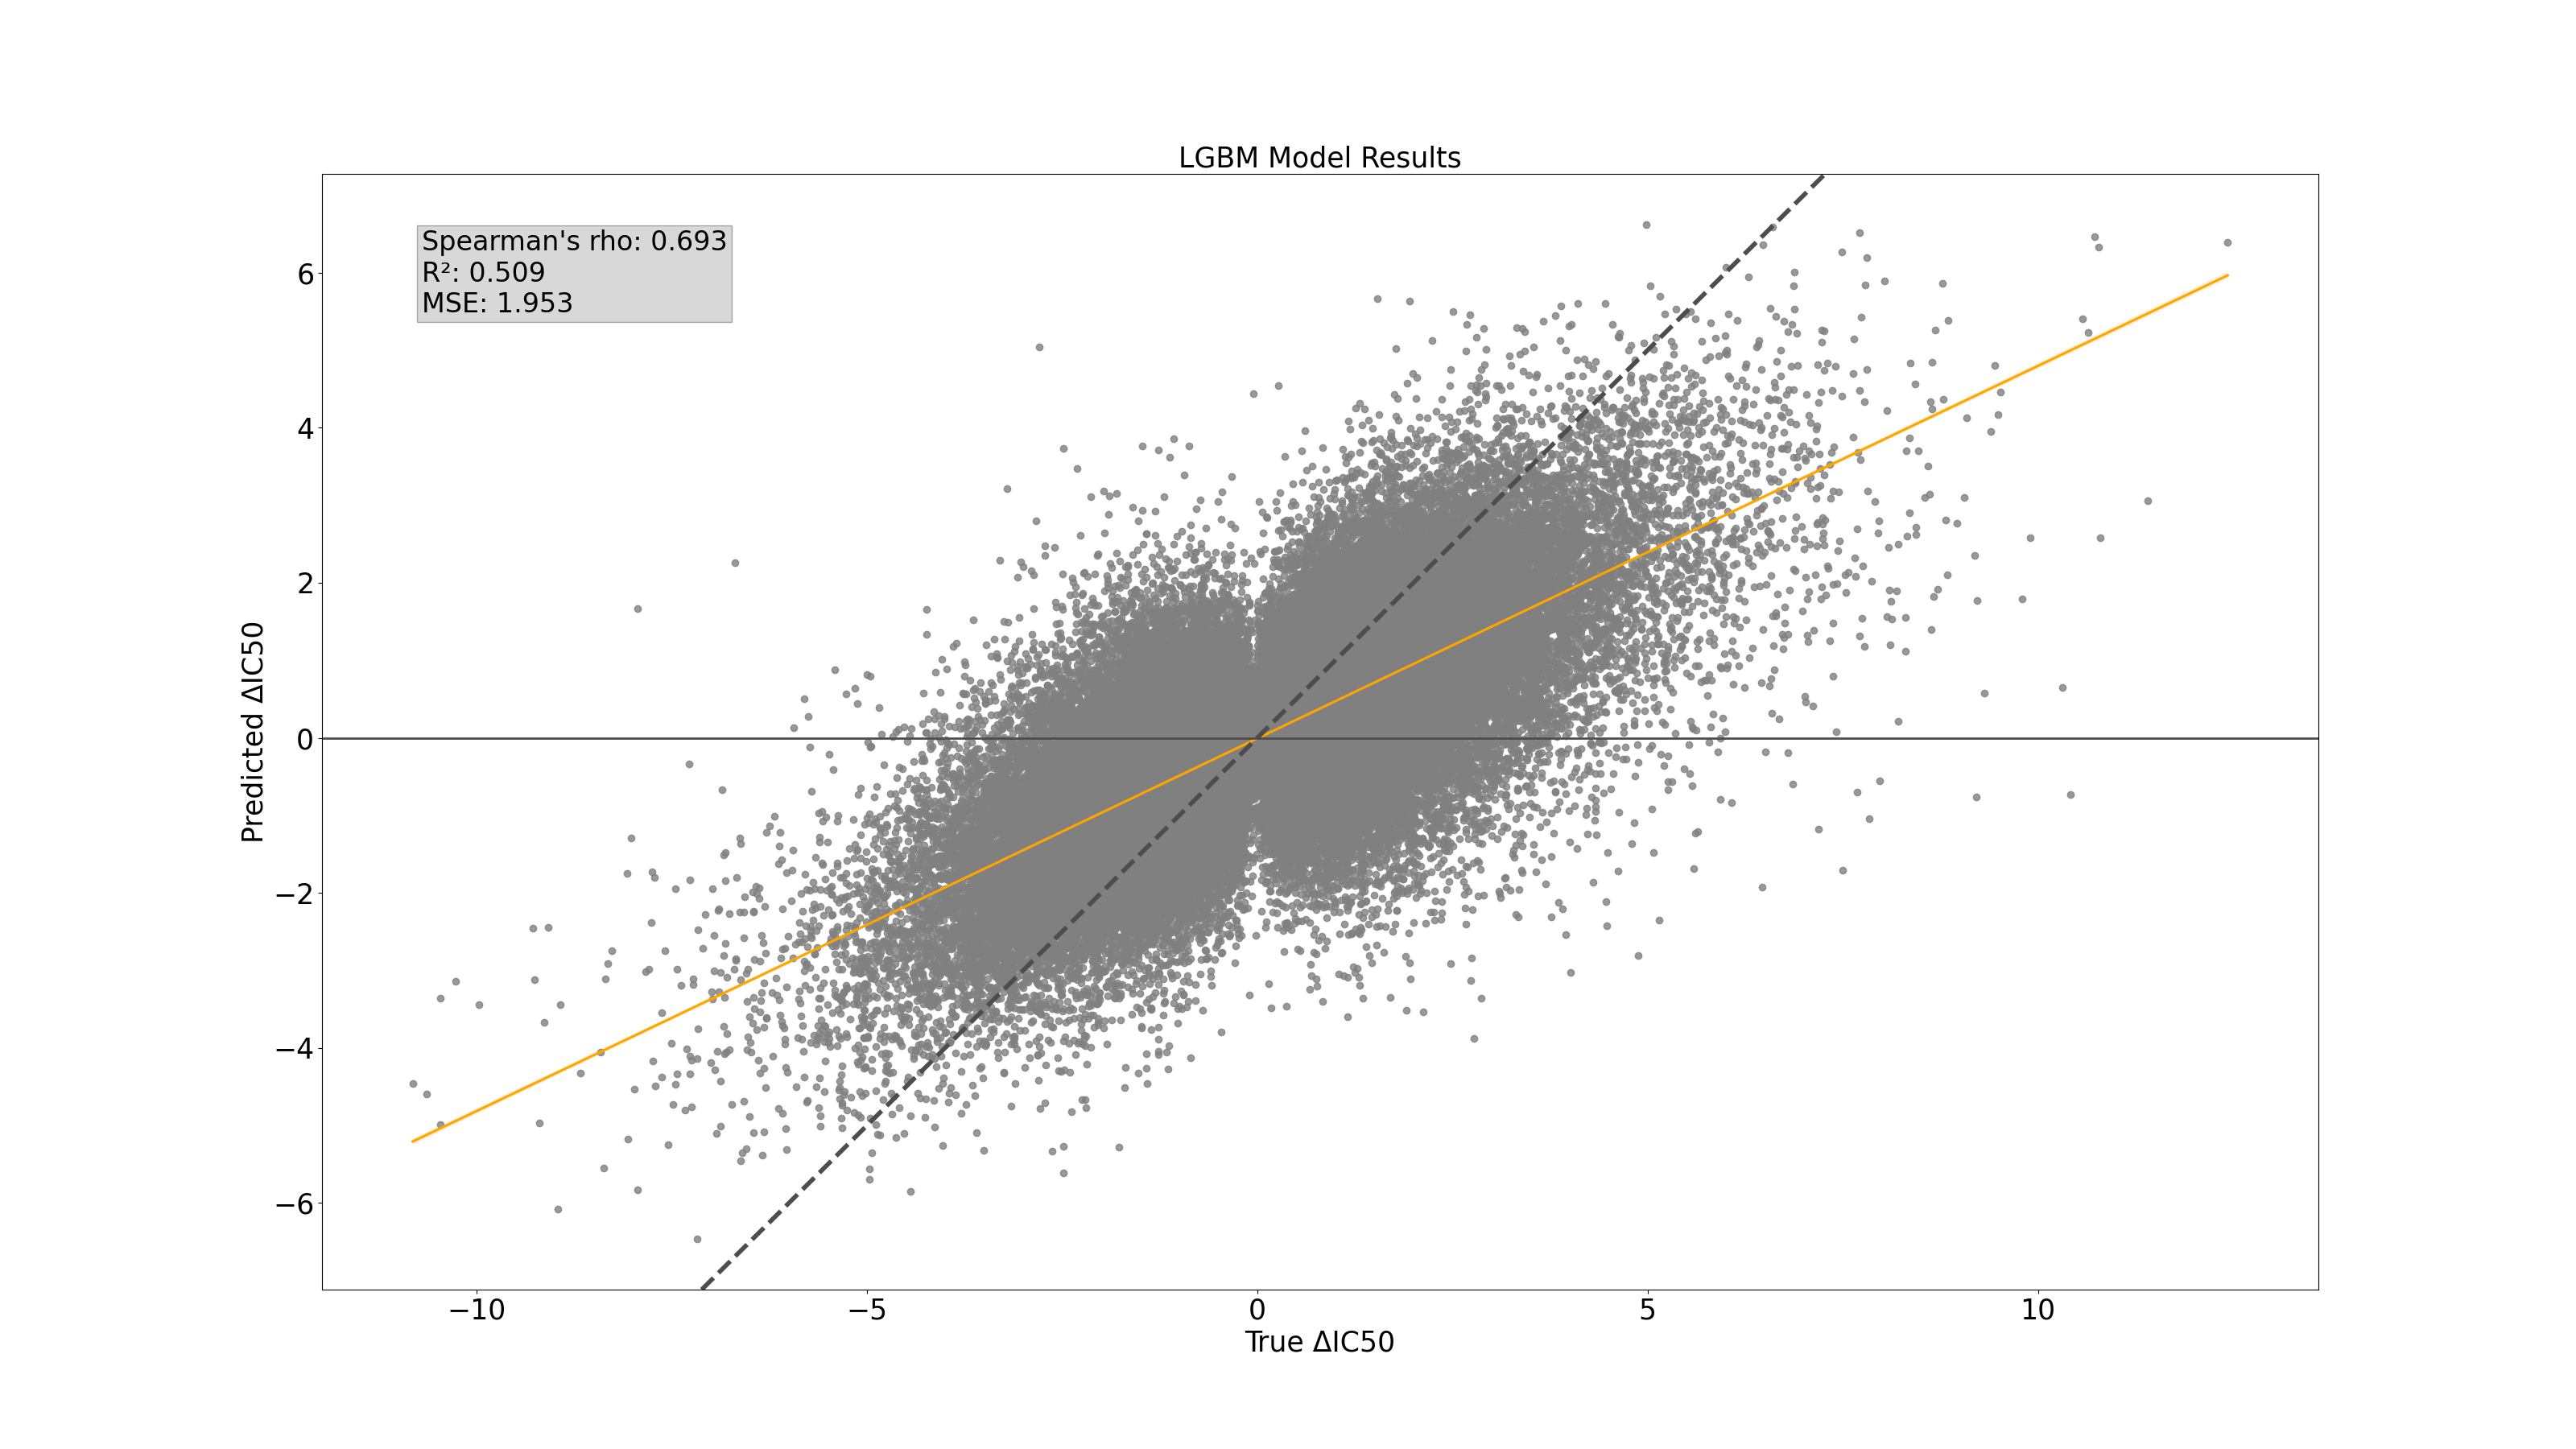 LGBM Model Results
Spearman's rho: 0.693
R²: 0.509
MSE: 1.953
6
4
2
0
−2
−4
−6
Predicted ΔIC50
−10
−5
0
5
10
True ΔIC50